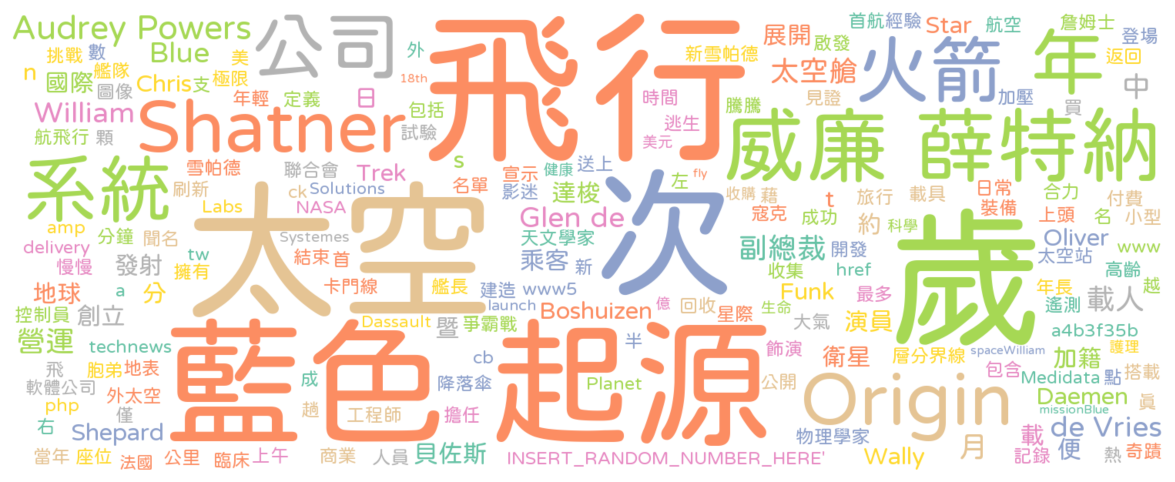 Audrey Powers 公司 飛行 新雪帕德 展開 啟發 首航 經驗 Star 航空 詹姆士 登場
挑戰 數 Blue 美 外 18th 太空艙 火箭 年 返回
n 艦隊 國際 Chris 支 極限 圖像 見證 加壓 買 中
William 年輕 定義 日 包括 時間 騰騰
航飛行 顆 Shatner 試驗 逃生 美元 威廉 薛特納
系統 雪帕德 聯合會 Trek s 名單 宣示 健康 送上 fly 左 收購 藉 旅行 載具 日常 合力 付費
刷新 ck Solutions 影迷 達梭 次 t 寇克 成功 約 科學 裝備 上頭 名 小型
amp Labs NASA Glen de 歲
delivery 分鐘 聞名 太空 Systemes 天文學家 副總裁 開發 Oliver www
慢慢 發射 tw 擁有 結束 首 乘客 新 收集 href 太空站 高齡 越
地球 a 分 卡門線 艦長 建造 www5 Funk 最多 年長 遙測 載人
控制員 創立 Dassault 暨 爭霸戰 launch Boshuizen 億 回收 星際 生命 演員 a4b3f35b
營運 technews 藍色 起源 cb 半 大氣 飾演 衛星 層分界線 spaceWilliam 加籍 護理
飛 胞弟 地表 成 降落傘 Planet 公開 Origin 包含 Medidata 點 搭載
軟體公司 外太空 Daemen missionBlue 員
php 僅 趟 工程師 擔任
右 Shepard 物理學家 便 de Vries
當年 座位 法國 公里 臨床 上午 商業 人員 貝佐斯 INSERT_RANDOM_NUMBER_HERE' Wally 月 載 記錄 熱 奇蹟